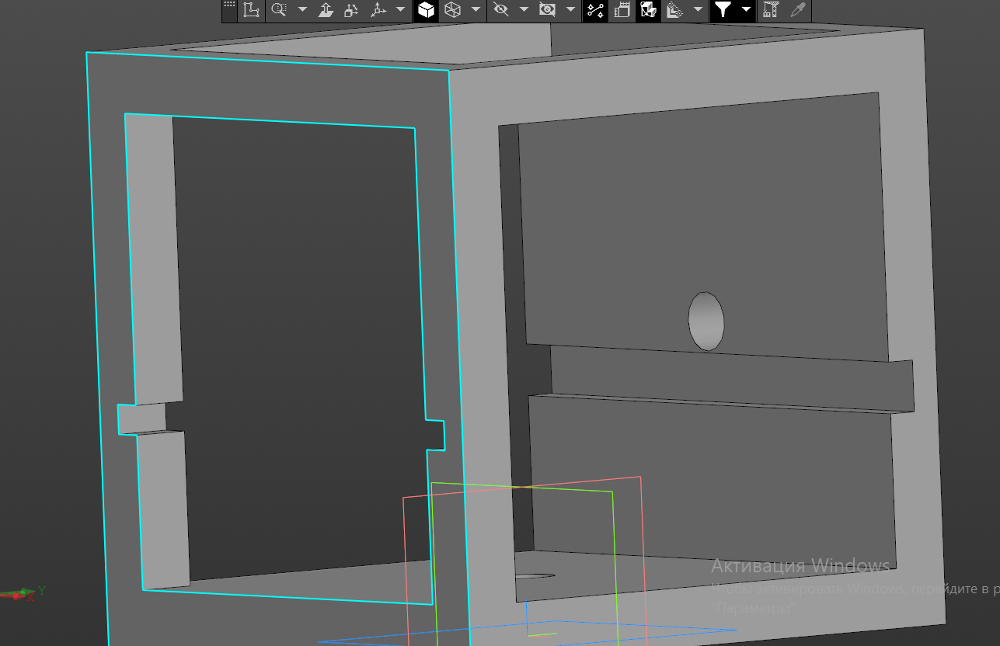 Активация Windows
Чтобы активировать Windows, перейдите в р
"Параметры".
Y
X